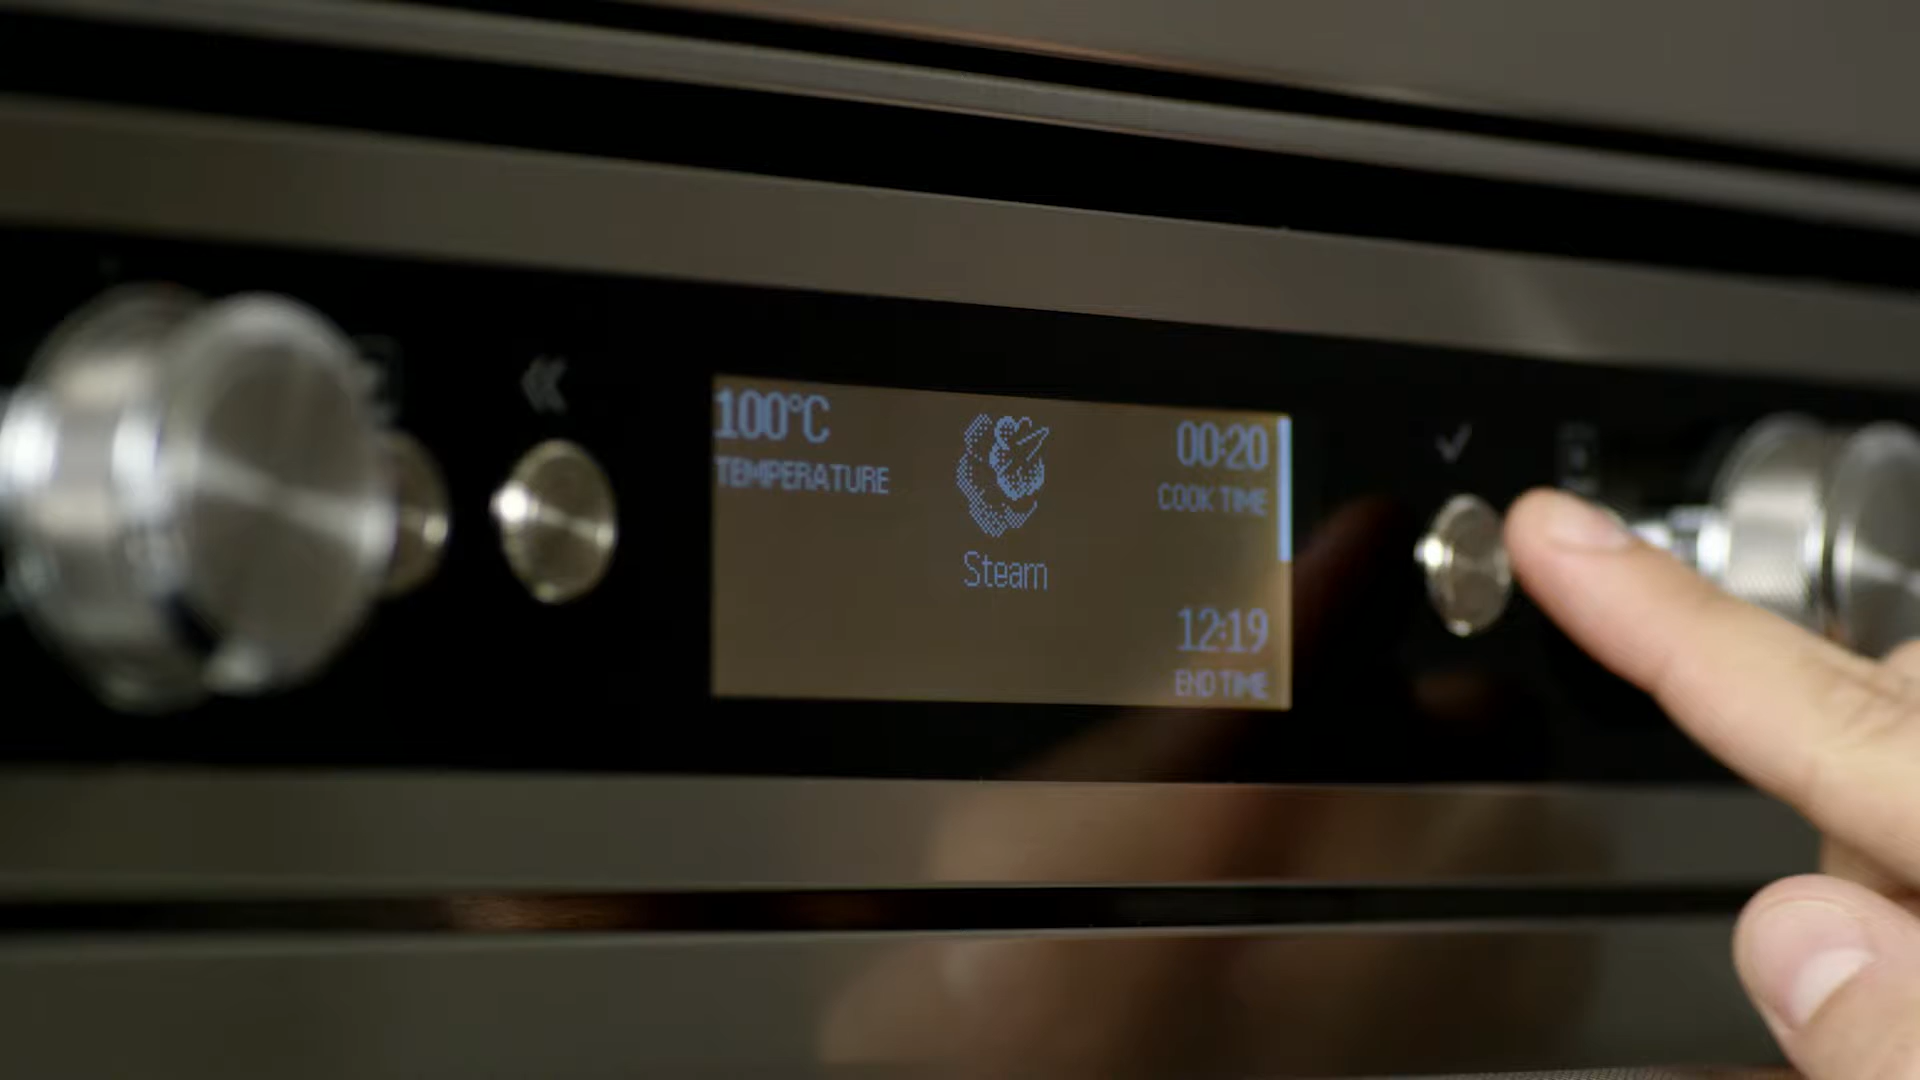 100°C
TEMPERATURE
00:20
COOK TIME
Steam
12:19
END TIME